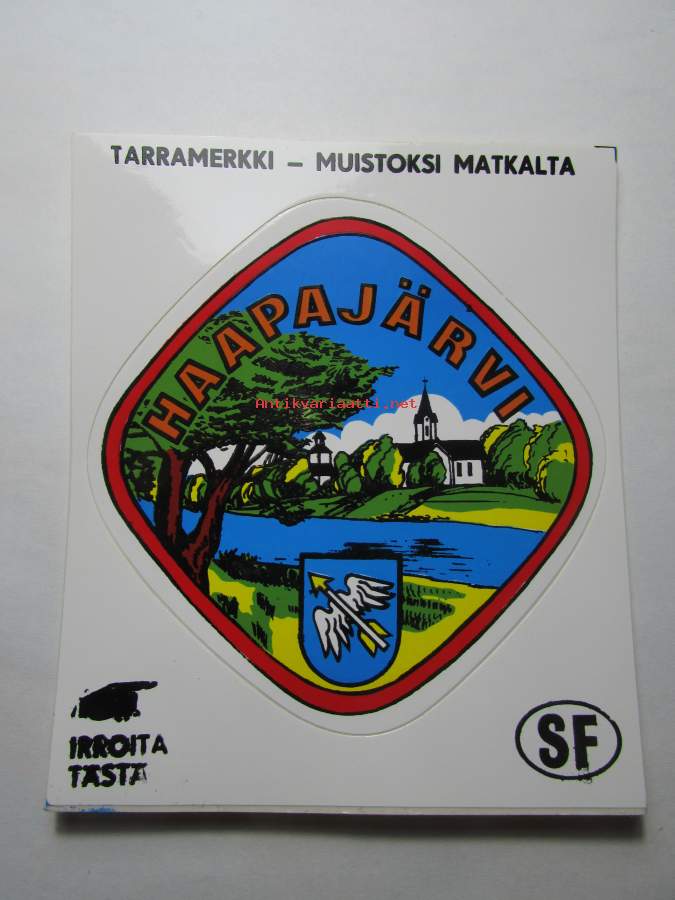 TARRAMERKKI – MUISTOKSI MATKALTA
HAAPAJÄRVI
Antikvariaatti.net
IRROITA
TÄSTÄ
SF